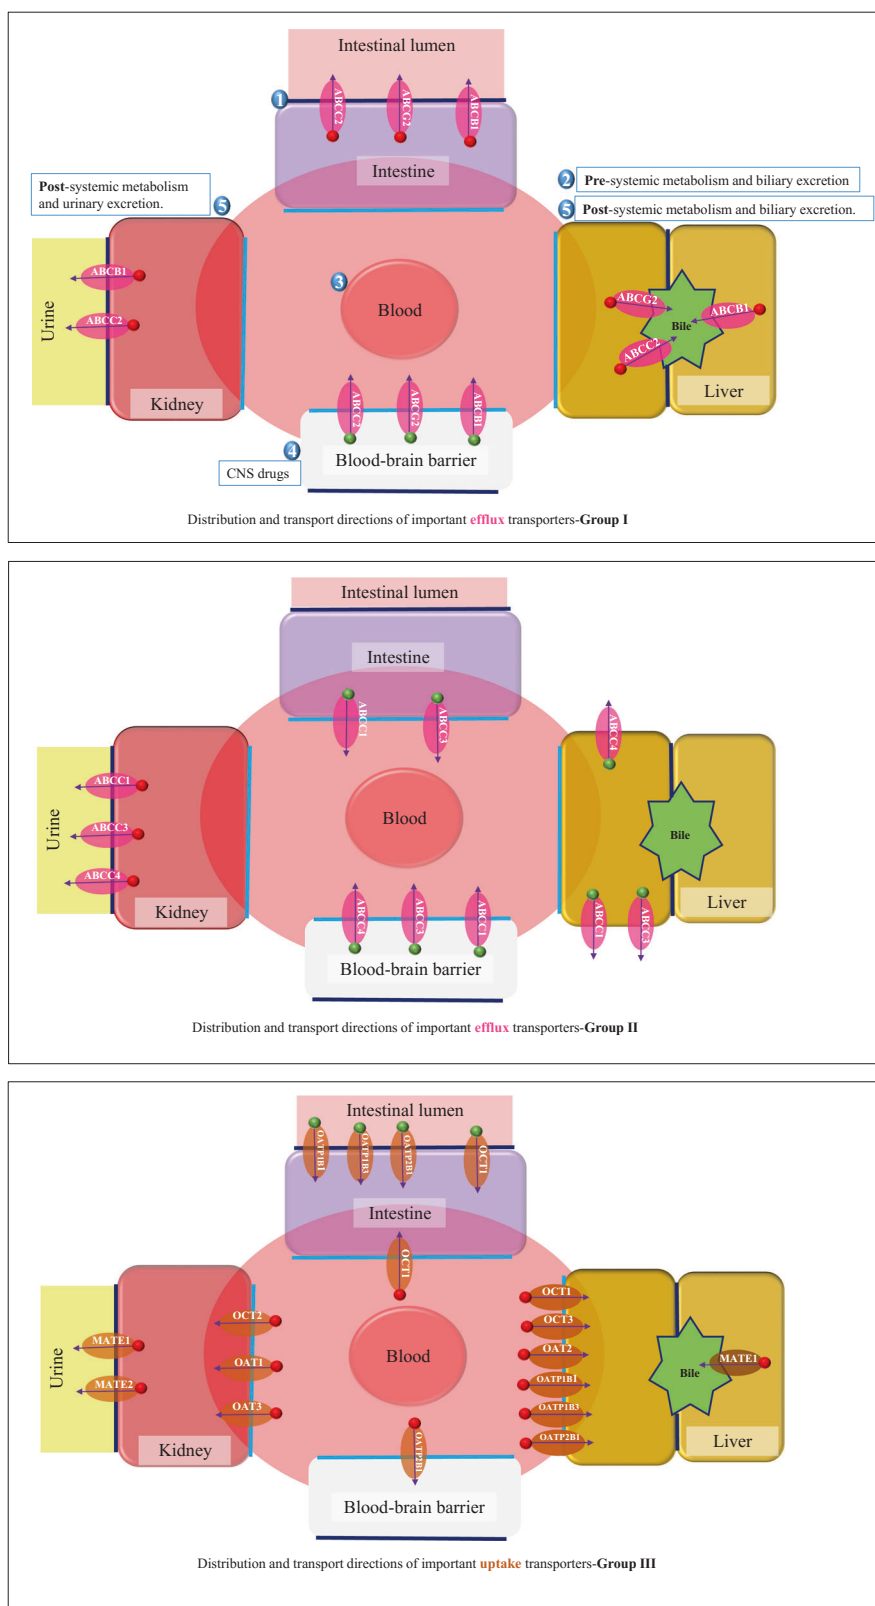 Intestinal lumen
1
ABCC2
ABCG2
ABCB1
Intestine
Post-systemic metabolism
and urinary excretion.
5
2
Pre-systemic metabolism and biliary excretion
5
Post-systemic metabolism and biliary excretion.
Urine
ABCB1
ABCC2
Kidney
3
Blood
ABCG2
ABCB1
ABCC2
Bile
Liver
ABCC2
ABCG2
ABCB1
4
Blood-brain barrier
CNS drugs
Distribution and transport directions of important efflux transporters-Group I
Intestinal lumen
Intestine
ABCC1
ABCC3
ABCC4
Urine
ABCC1
ABCC3
ABCC4
Kidney
Blood
Bile
Liver
ABCC1
ABCC3
ABCC4
ABCC3
ABCC1
Blood-brain barrier
Distribution and transport directions of important efflux transporters-Group II
Intestinal lumen
OATP1B1
OATP1B3
OATP2B1
OCT1
Intestine
OCT1
Urine
MATE1
MATE2
OCT2
OAT1
OAT3
Kidney
Blood
OCT1
OCT3
OAT2
OATP1B1
OATP1B3
OATP2B1
MATE1
Bile
Liver
OATP2B1
Blood-brain barrier
Distribution and transport directions of important uptake transporters-Group III